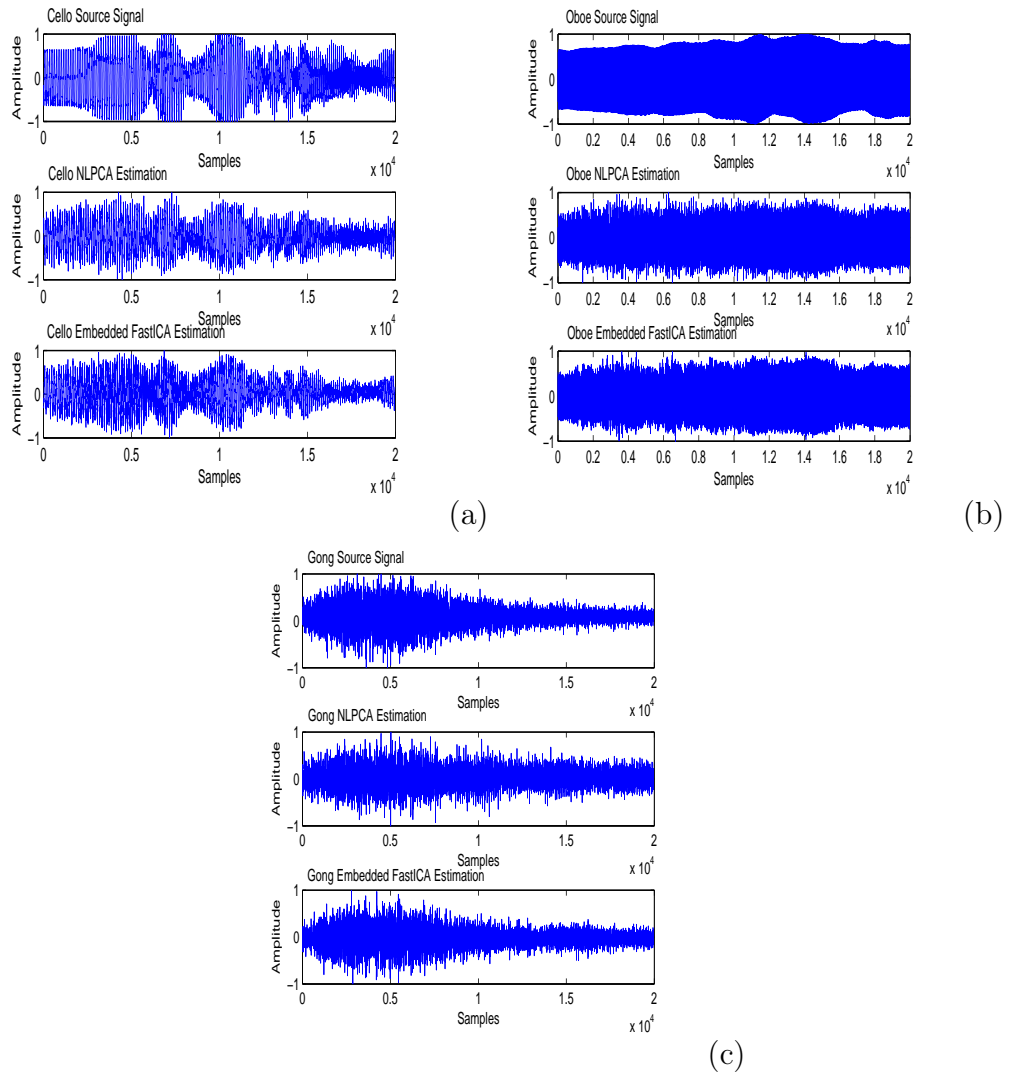 Cello Source Signal
Amplitude
1
0
−1
0 0.5 1 1.5 2
Samples
x 10^4
Cello NLPCA Estimation
Amplitude
1
0
−1
0 0.5 1 1.5 2
Samples
x 10^4
Cello Embedded FastICA Estimation
Amplitude
1
0
−1
0 0.5 1 1.5 2
Samples
x 10^4
(a)
Oboe Source Signal
Amplitude
1
0
−1
0 0.2 0.4 0.6 0.8 1 1.2 1.4 1.6 1.8 2
Samples
x 10^4
Oboe NLPCA Estimation
Amplitude
1
0
−1
0 0.2 0.4 0.6 0.8 1 1.2 1.4 1.6 1.8 2
Samples
x 10^4
Oboe Embedded FastICA Estimation
Amplitude
1
0
−1
0 0.2 0.4 0.6 0.8 1 1.2 1.4 1.6 1.8 2
Samples
x 10^4
(b)
Gong Source Signal
Amplitude
1
0
−1
0 0.5 1 1.5 2
Samples
x 10^4
Gong NLPCA Estimation
Amplitude
1
0
−1
0 0.5 1 1.5 2
Samples
x 10^4
Gong Embedded FastICA Estimation
Amplitude
1
0
−1
0 0.5 1 1.5 2
Samples
x 10^4
(c)